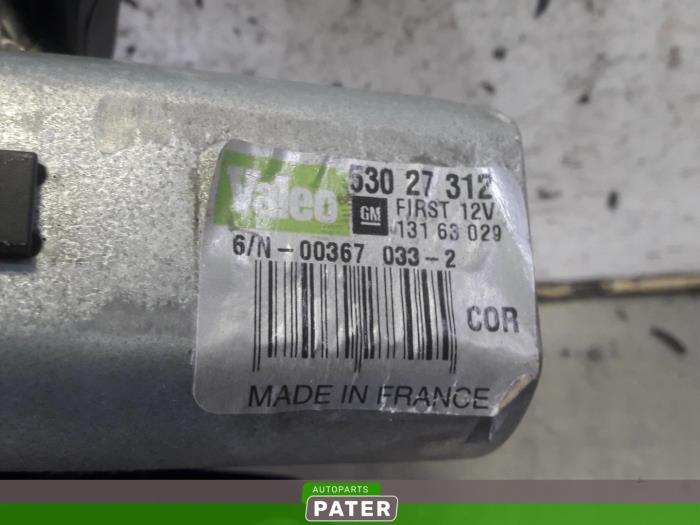 Valeo
530 27 312
GM
FIRST 12V
131 63 029
6/N-00367 033-2
COR
MADE IN FRANCE
AUTOPARTS
PATER